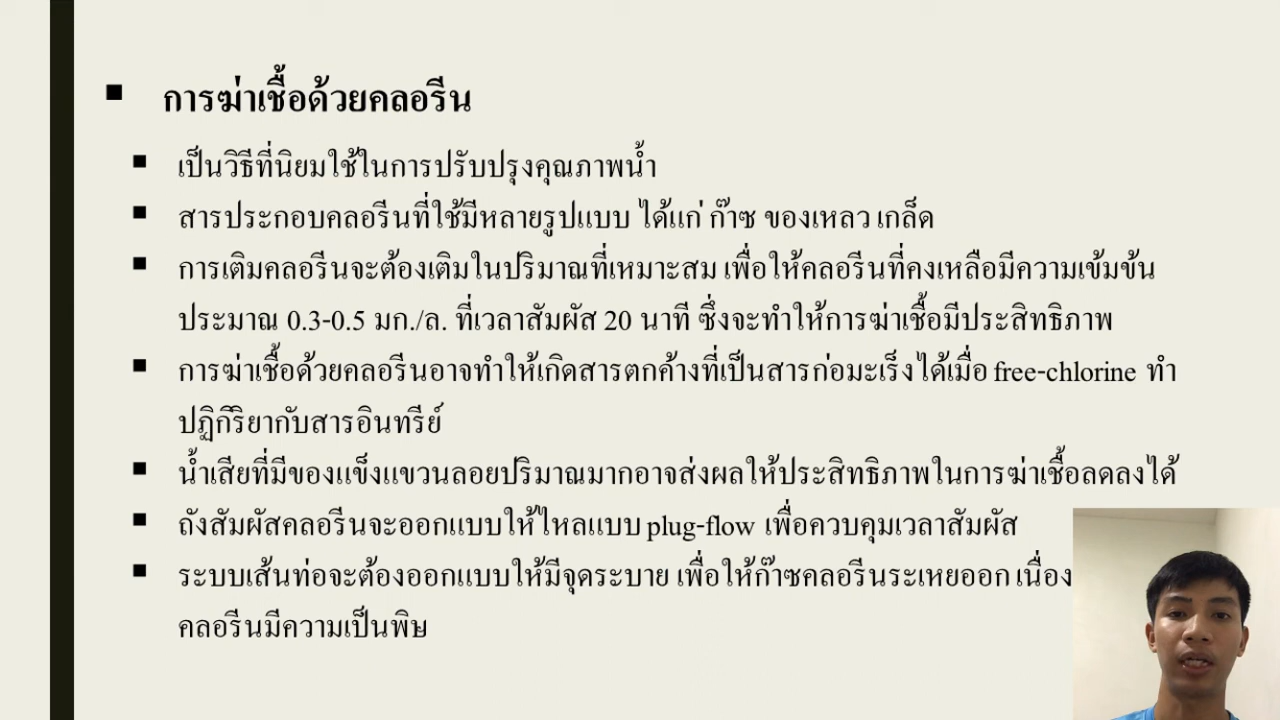 การฆ่าเชื้อด้วยคลอรีน
เป็นวิธีที่นิยมใช้ในการปรับปรุงคุณภาพน้ำ
สารประกอบคลอรีนที่ใช้มีหลายรูปแบบ ได้แก่ ก๊าซ ของเหลว เกล็ด
การเติมคลอรีนจะต้องเติมในปริมาณที่เหมาะสม เพื่อให้คลอรีนที่คงเหลือมีความเข้มข้น
ประมาณ 0.3-0.5 มก./ล. ที่เวลาสัมผัส 20 นาที ซึ่งจะทำให้การฆ่าเชื้อมีประสิทธิภาพ
การฆ่าเชื้อด้วยคลอรีนอาจทำให้เกิดสารตกค้างที่เป็นสารก่อมะเร็งได้เมื่อ free-chlorine ทำ
ปฏิกิริยากับสารอินทรีย์
น้ำเสียที่มีของแข็งแขวนลอยปริมาณมากอาจส่งผลให้ประสิทธิภาพในการฆ่าเชื้อลดลงได้
ถังสัมผัสคลอรีนจะออกแบบให้ไหลแบบ plug-flow เพื่อควบคุมเวลาสัมผัส
ระบบเส้นท่อจะต้องออกแบบให้มีจุดระบาย เพื่อให้ก๊าซคลอรีนระเหยออก เนื่อง
คลอรีนมีความเป็นพิษ